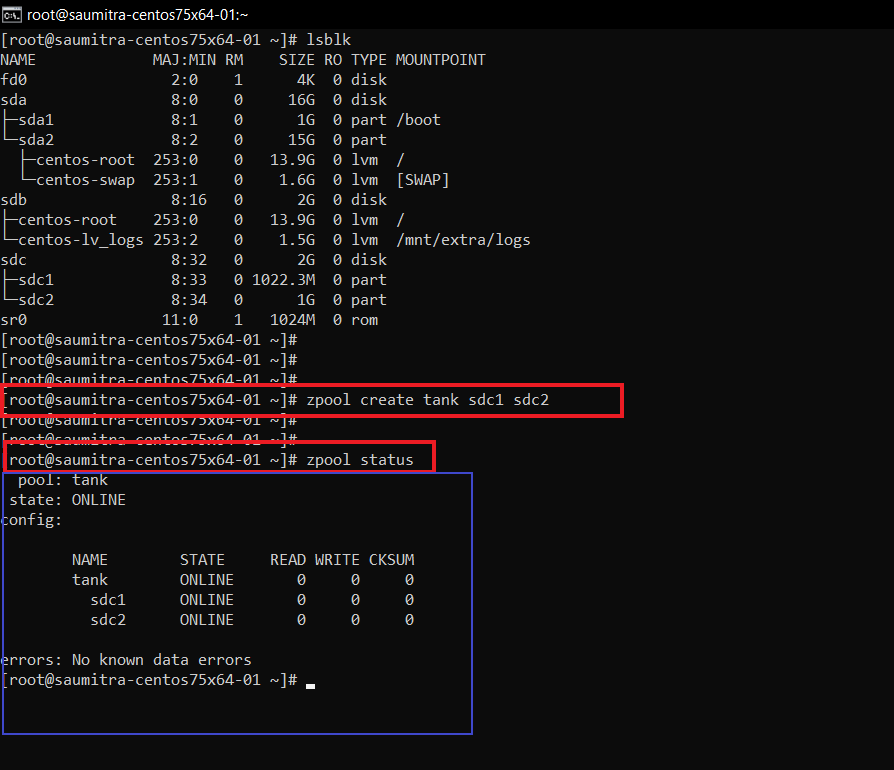 root@saumitra-centos75x64-01:~
[root@saumitra-centos75x64-01 ~]# lsblk
NAME               MAJ:MIN RM    SIZE RO TYPE MOUNTPOINT
fd0                  2:0    1      4K  0 disk
sda                  8:0    0     16G  0 disk
├─sda1               8:1    0      1G  0 part /boot
└─sda2               8:2    0     15G  0 part
  ├─centos-root    253:0    0   13.9G  0 lvm  /
  └─centos-swap    253:1    0    1.6G  0 lvm  [SWAP]
sdb                  8:16   0      2G  0 disk
├─centos-root      253:0    0   13.9G  0 lvm  /
└─centos-lv_logs   253:2    0    1.5G  0 lvm  /mnt/extra/logs
sdc                  8:32   0      2G  0 disk
├─sdc1               8:33   0 1022.3M  0 part
└─sdc2               8:34   0      1G  0 part
sr0                 11:0    1   1024M  0 rom
[root@saumitra-centos75x64-01 ~]#
[root@saumitra-centos75x64-01 ~]#
[root@saumitra-centos75x64-01 ~]#
[root@saumitra-centos75x64-01 ~]# zpool create tank sdc1 sdc2
[root@saumitra-centos75x64-01 ~]#
[root@saumitra-centos75x64-01 ~]#
[root@saumitra-centos75x64-01 ~]# zpool status
  pool: tank
 state: ONLINE
config:

        NAME        STATE     READ WRITE CKSUM
        tank        ONLINE       0     0     0
          sdc1      ONLINE       0     0     0
          sdc2      ONLINE       0     0     0

errors: No known data errors
[root@saumitra-centos75x64-01 ~]#